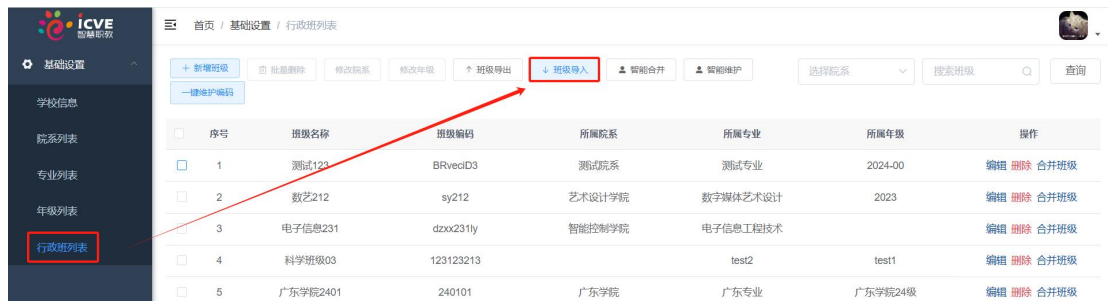 icve
智慧职教
首页 / 基础设置 / 行政班列表
基础设置
学校信息
院系列表
专业列表
年级列表
行政班列表
+ 新增班级 批量删除 修改院系 修改年级 ↑ 班级导出 ↓ 班级导入 智能合并 智能维护 选择院系 搜索班级 查询
一键维护编码
序号 班级名称 班级编码 所属院系 所属专业 所属年级 操作
1 测试123 BRveciD3 测试院系 测试专业 2024-00 编辑 删除 合并班级
2 数艺212 sy212 艺术设计学院 数字媒体艺术设计 2023 编辑 删除 合并班级
3 电子信息231 dzxx231ly 智能控制学院 电子信息工程技术 编辑 删除 合并班级
4 科学班级03 123123213 test2 test1 编辑 删除 合并班级
5 广东学院2401 240101 广东学院 广东专业 广东学院24级 编辑 删除 合并班级